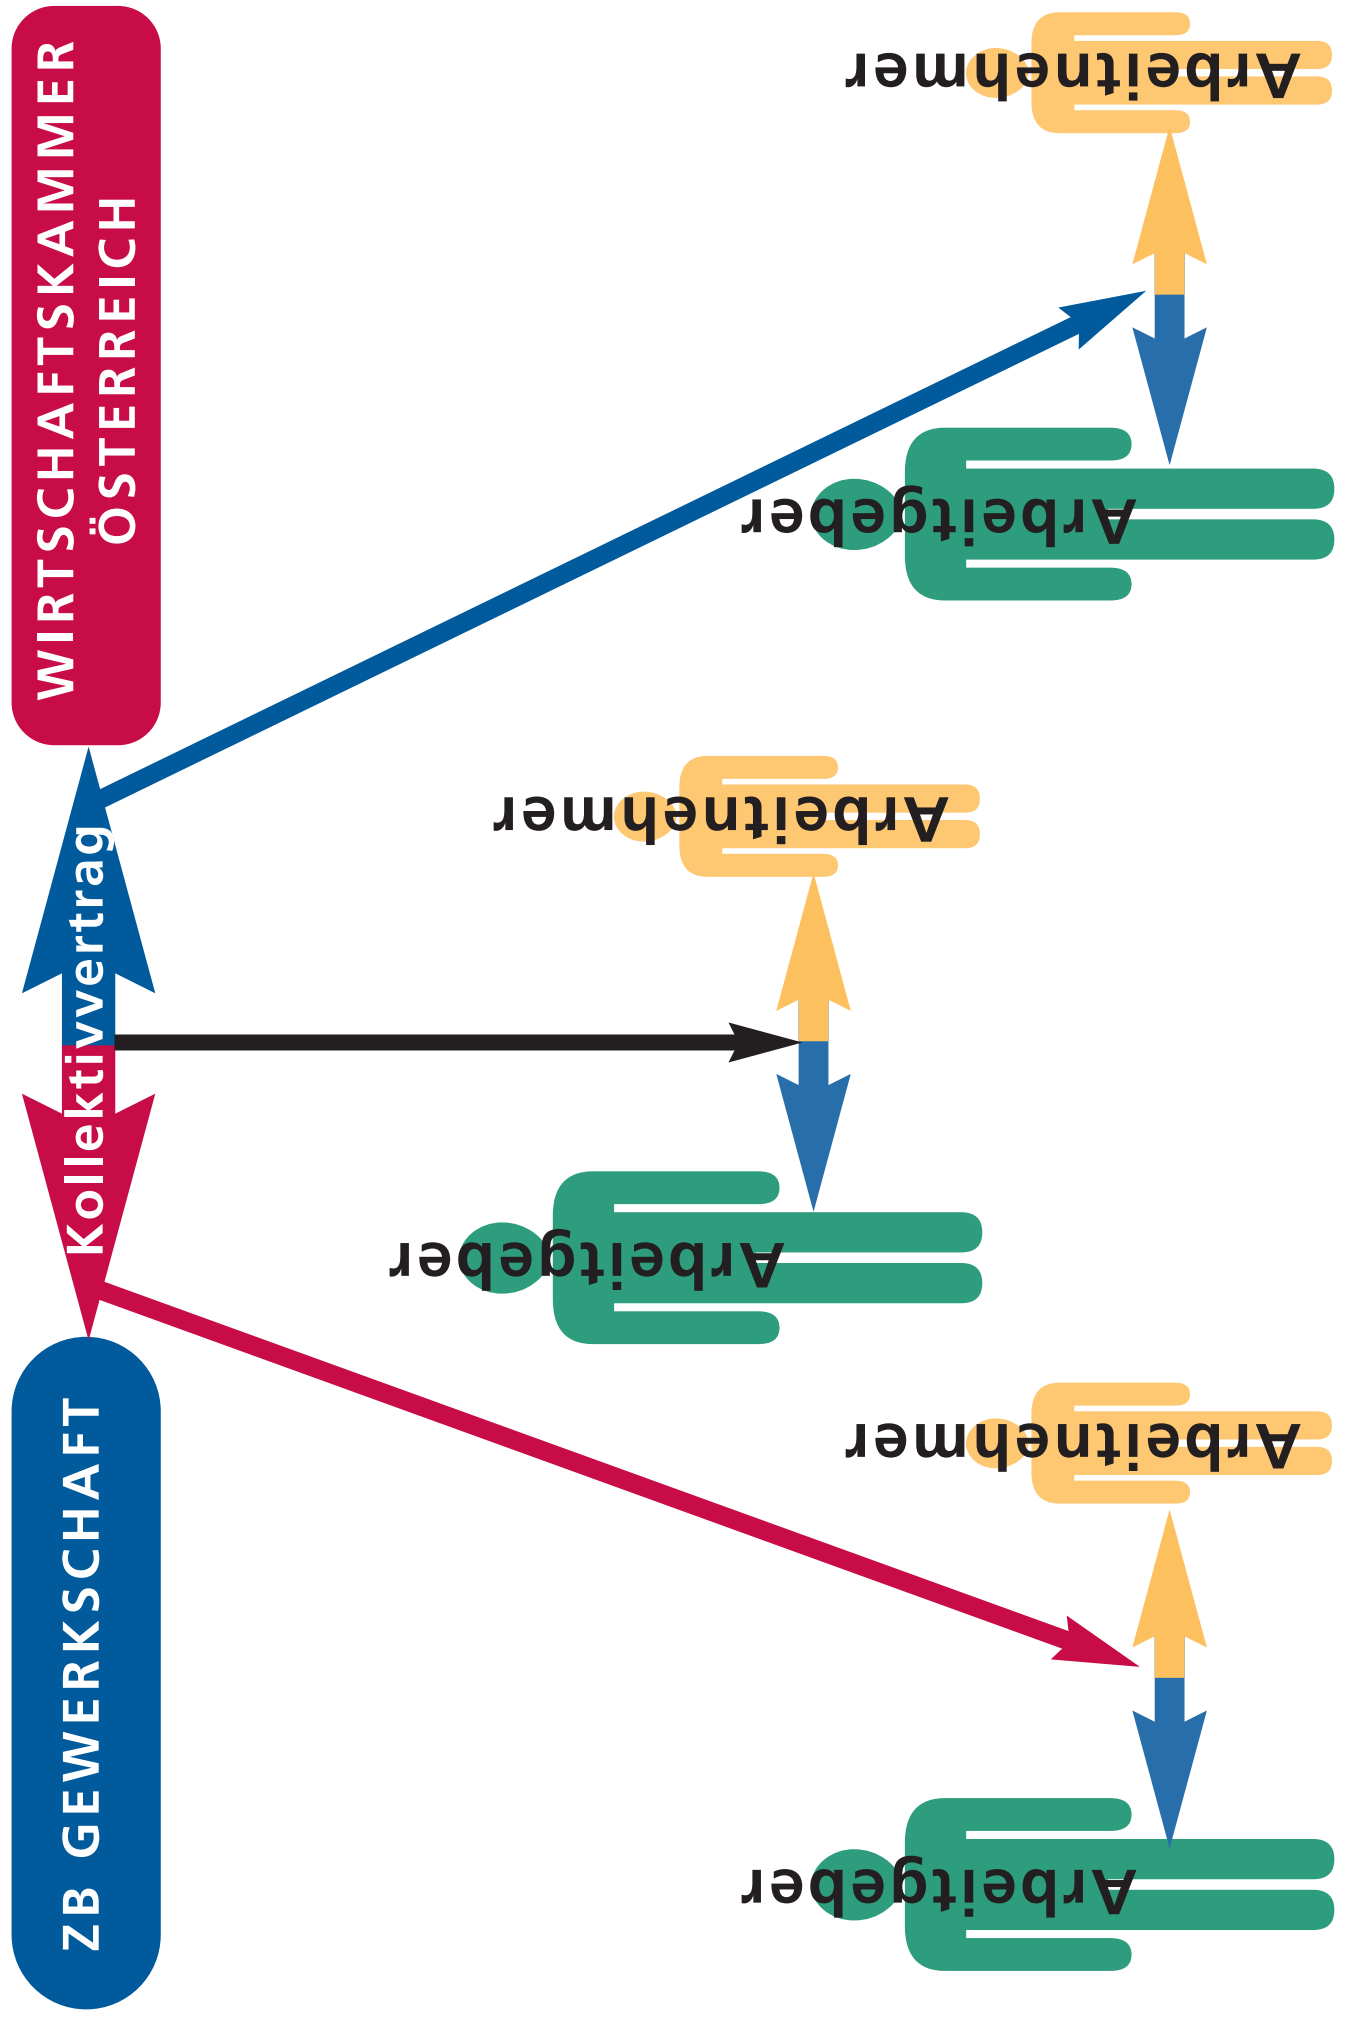 ZB GEWERKSCHAFT
Kollektivvertrag
WIRTSCHAFTSKAMMER
ÖSTERREICH
Arbeitgeber
Arbeitnehmer
Arbeitgeber
Arbeitnehmer
Arbeitgeber
Arbeitnehmer